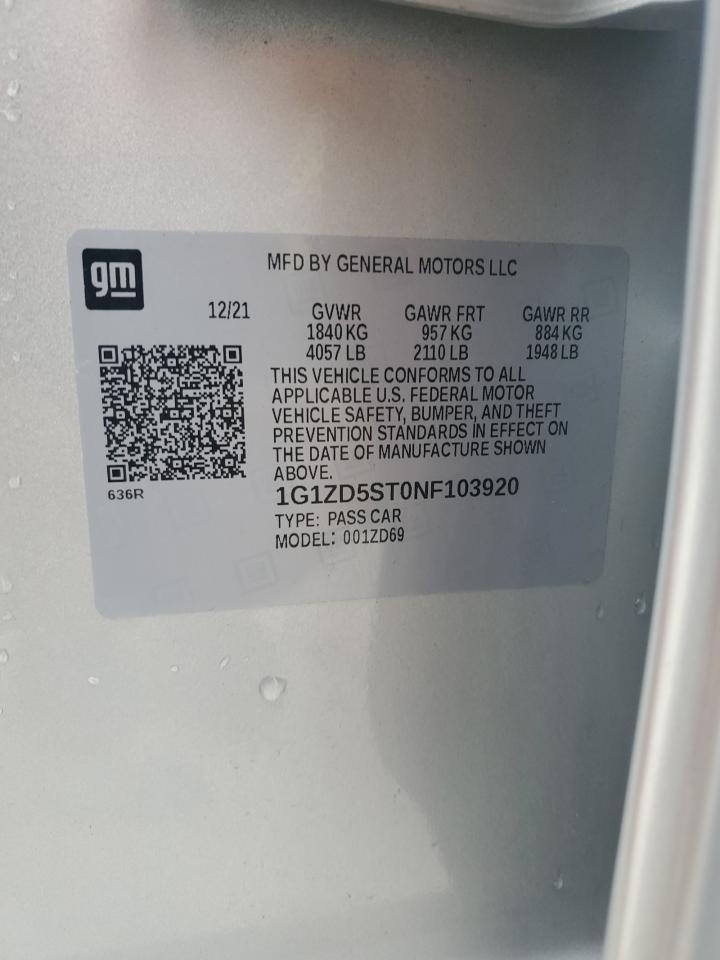 gm
MFD BY GENERAL MOTORS LLC
12/21 GVWR GAWR FRT GAWR RR
1840 KG 957 KG 884 KG
4057 LB 2110 LB 1948 LB
THIS VEHICLE CONFORMS TO ALL
APPLICABLE U.S. FEDERAL MOTOR
VEHICLE SAFETY, BUMPER, AND THEFT
PREVENTION STANDARDS IN EFFECT ON
THE DATE OF MANUFACTURE SHOWN
ABOVE.
636R
1G1ZD5ST0NF103920
TYPE: PASS CAR
MODEL: 001ZD69